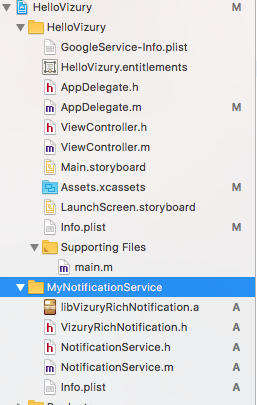 HelloVizury
M
HelloVizury
GoogleService-Info.plist
HelloVizury.entitlements
h AppDelegate.h
m AppDelegate.m M
h ViewController.h
m ViewController.m
Main.storyboard
Assets.xcassets M
LaunchScreen.storyboard
Info.plist M
Supporting Files
m main.m
MyNotificationService
libVizuryRichNotification.a A
h VizuryRichNotification.h A
h NotificationService.h A
m NotificationService.m A
Info.plist A